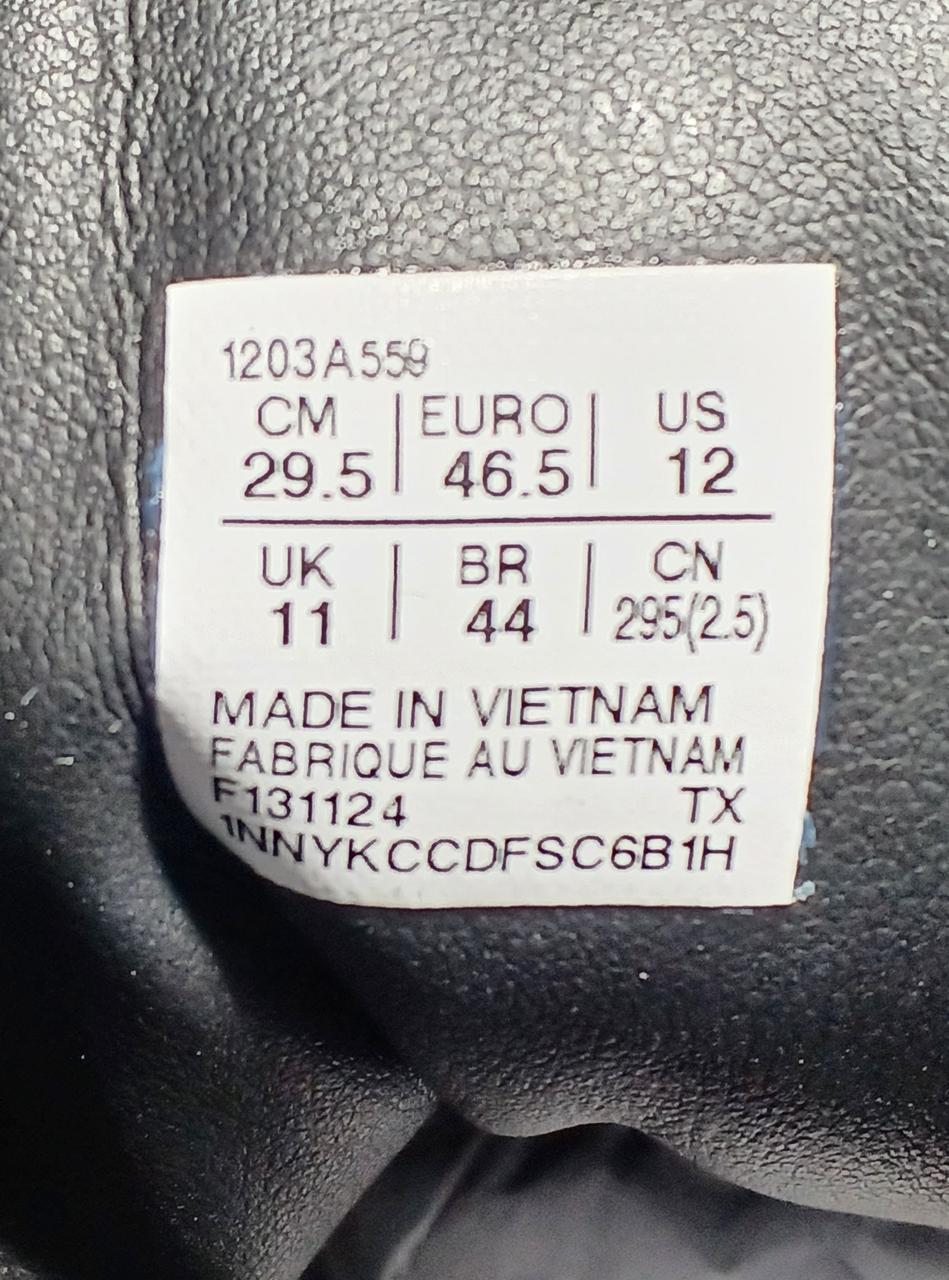 1203A559
CM | EURO | US
29.5 | 46.5 | 12
UK | BR | CN
11 | 44 | 295(2.5)
MADE IN VIETNAM
FABRIQUE AU VIETNAM
F131124 TX
1NNYKCCDFSC6B1H